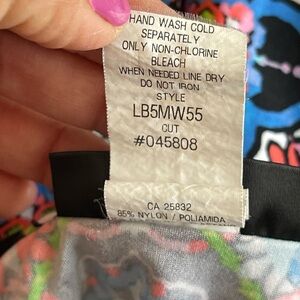 HAND WASH COLD
SEPARATELY
ONLY NON-CHLORINE
BLEACH
WHEN NEEDED LINE DRY
DO NOT IRON
STYLE
LB5MW55
CUT
#045808
CA 25832
85% NYLON / POLIAMIDA